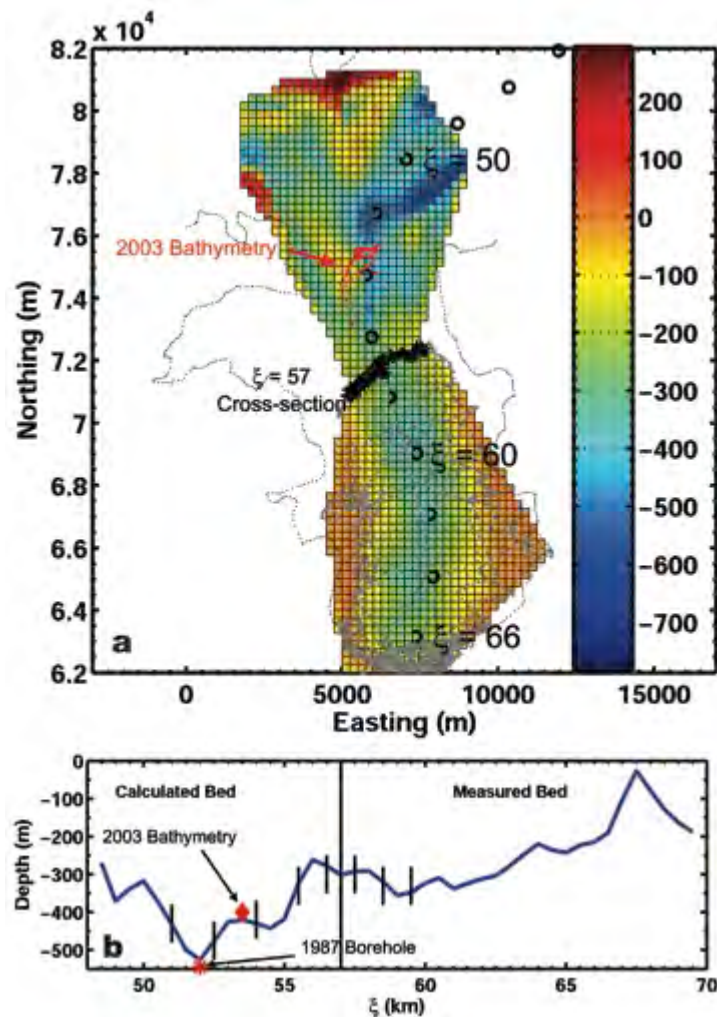 x 10⁴
8.2
8
7.8
7.6
7.4
7.2
7
6.8
6.6
6.4
6.2
Northing (m)
ξ = 50
2003 Bathymetry
ξ = 57
Cross-section
ξ = 60
ξ = 66
a
0 5000 10000 15000
Easting (m)
200
100
0
−100
−200
−300
−400
−500
−600
−700
0
−100
−200
−300
−400
−500
Depth (m)
Calculated Bed
Measured Bed
2003 Bathymetry
1987 Borehole
b
50 55 60 65 70
ξ (km)